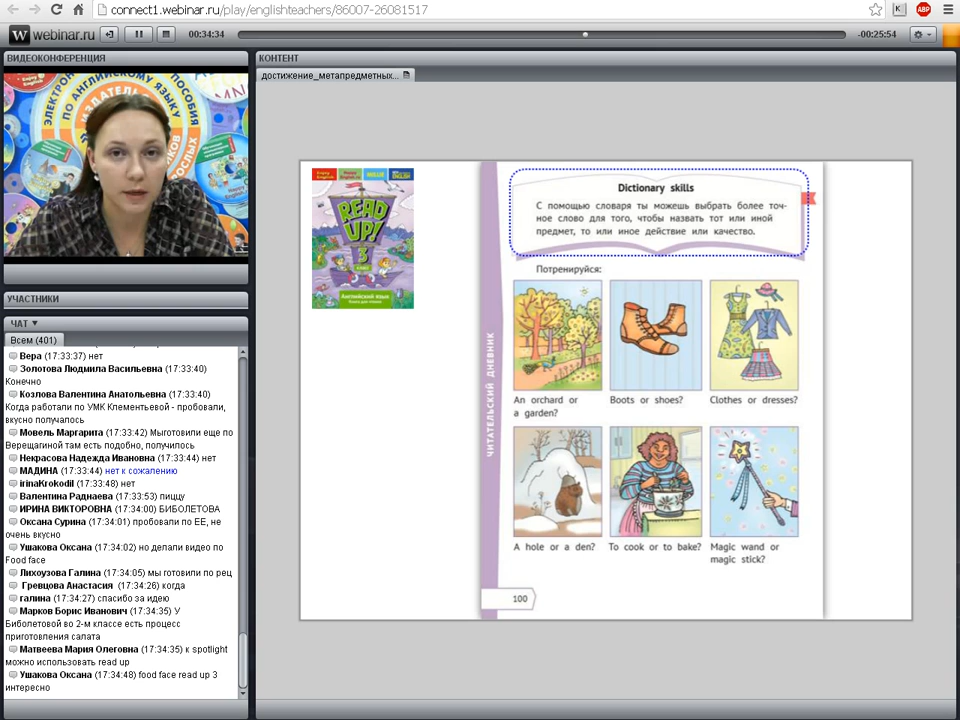 connect1.webinar.ru/play/englishteachers/86007-26081517
K
ABP
W webinar.ru
00:34:34
-00:25:54
ВИДЕОКОНФЕРЕНЦИЯ
ЭЛЕКТРОННЫЕ ПОСОБИЯ
ПО АНГЛИЙСКОМУ ЯЗЫКУ
УЧАСТНИКИ
ЧАТ
Всем (401)
Вера (17:33:37) нет
Золотова Людмила Васильевна (17:33:40)
Конечно
Козлова Валентина Анатольевна (17:33:40)
Когда работали по УМК Клементьевой - пробовали,
вкусно получалось
Мовель Маргарита (17:33:42) Мыготовили еще по
Верещагиной там есть подобно, получилось
Некрасова Надежда Ивановна (17:33:44) нет
МАДИНА (17:33:44) нет к сожалению
irinaKrokodil (17:33:48) нет
Валентина Раднаева (17:33:53) пиццу
ИРИНА ВИКТОРОВНА (17:34:00) БИБОЛЕТОВА
Оксана Сурина (17:34:01) пробовали по ЕЕ, не
очень вкусно
Ушакова Оксана (17:34:02) но делали видео по
Food face
Лихоузова Галина (17:34:05) мы готовили по рец
Гревцова Анастасия (17:34:26) когда
галина (17:34:27) спасибо за идею
Марков Борис Иванович (17:34:35) У
Биболетовой во 2-м классе есть процесс
приготовления салата
Матвеева Мария Олеговна (17:34:35) к spotlight
можно использовать read up
Ушакова Оксана (17:34:48) food face read up 3
интересно
КОНТЕНТ
достижение_метапредметных...
READ
UP!
3
КЛАСС
Английский язык
Dictionary skills
С помощью словаря ты можешь выбрать более точ-
ное слово для того, чтобы назвать тот или иной
предмет, то или иное действие или качество.
Потренируйся:
An orchard or
a garden?
Boots or shoes?
Clothes or dresses?
A hole or a den?
To cook or to bake?
Magic wand or
magic stick?
ЧИТАТЕЛЬСКИЙ ДНЕВНИК
100